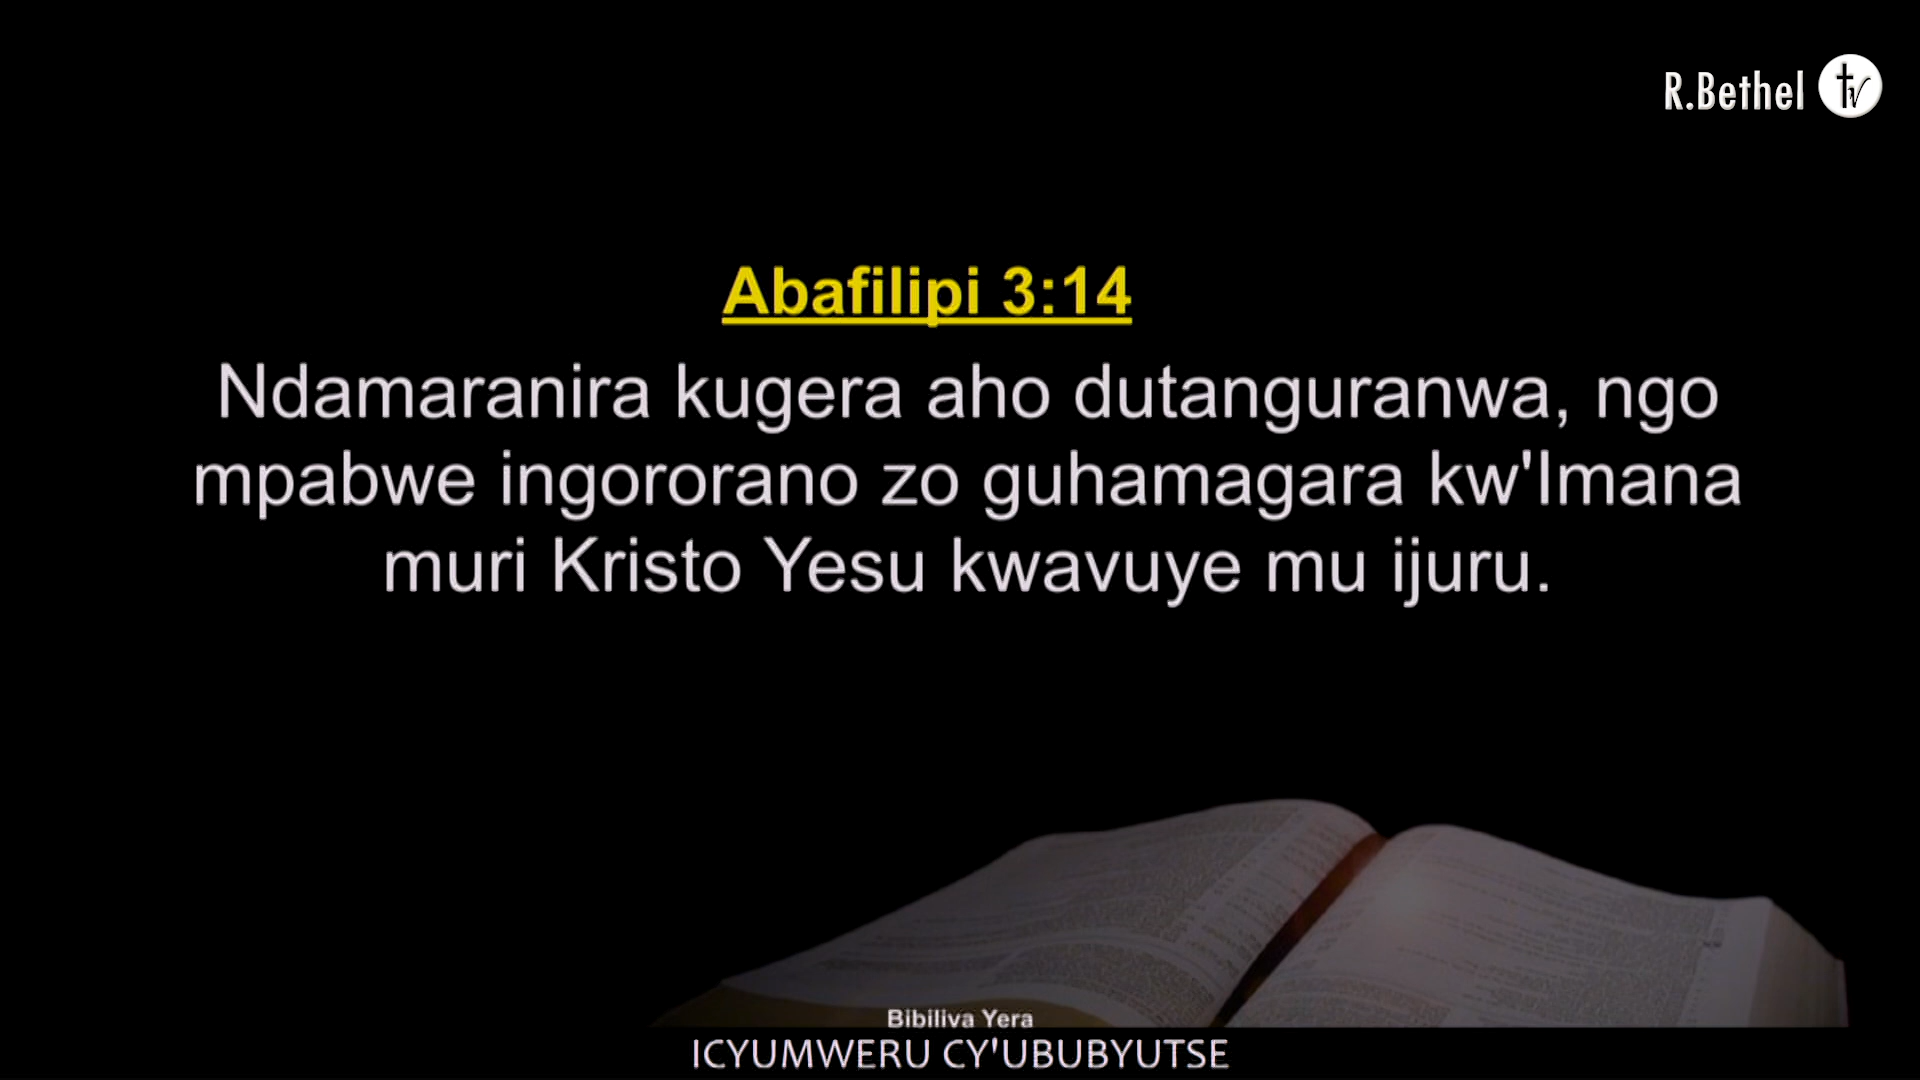 R.Bethel tv
Abafilipi 3:14
Ndamaranira kugera aho dutanguranwa, ngo
mpabwe ingororano zo guhamagara kw'Imana
muri Kristo Yesu kwavuye mu ijuru.
Bibiliya Yera
ICYUMWERU CY'UBUBYUTSE